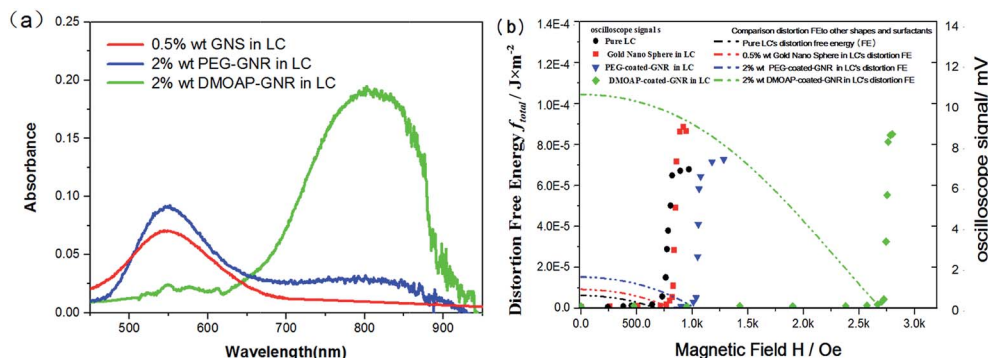 (a)
0.25
0.20
0.15
0.10
0.05
0.00
Absorbance
0.5% wt GNS in LC
2% wt PEG-GNR in LC
2% wt DMOAP-GNR in LC
500 600 700 800 900
Wavelength(nm)
(b)
1.4E-4
1.2E-4
1.0E-4
8.0E-5
6.0E-5
4.0E-5
2.0E-5
0.0
Distortion Free Energy f total / J×m-2
oscilloscope signals
Pure LC
Gold Nano Sphere in LC
PEG-coated-GNR in LC
DMOAP-coated-GNR in LC
Comparison distortion FEto other shapes and surfactants
Pure LC's distortion free energy (FE)
0.5% wt Gold Nano Sphere in LC's distortion FE
2% wt PEG-coated-GNR in LC's distortion FE
2% wt DMOAP-coated-GNR in LC's distortion FE
14
12
10
8
6
4
2
0
oscilloscope signal/ mV
0.0 500.0 1.0k 1.5k 2.0k 2.5k 3.0k
Magnetic Field H / Oe